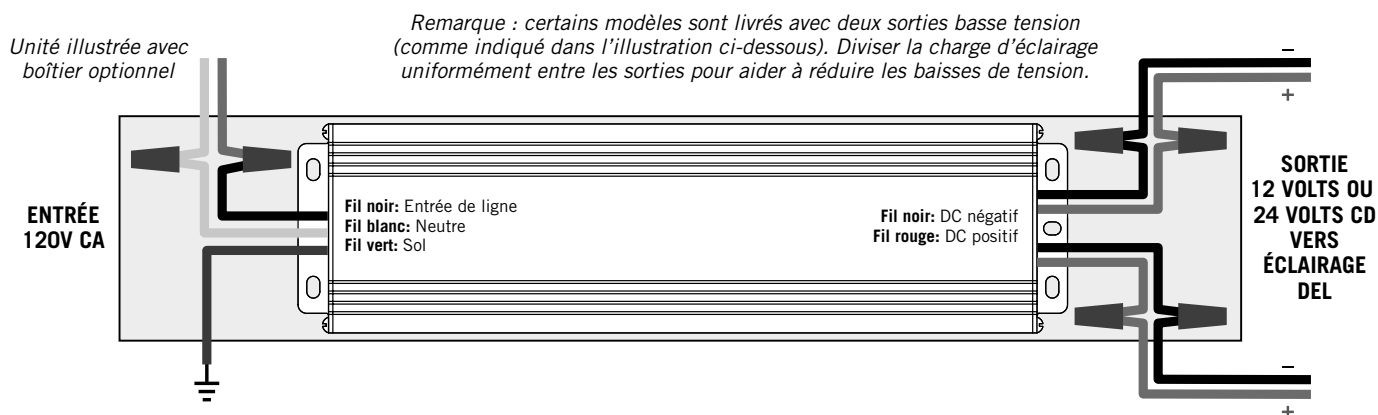 Remarque : certains modèles sont livrés avec deux sorties basse tension
(comme indiqué dans l'illustration ci-dessous). Diviser la charge d'éclairage
uniformément entre les sorties pour aider à réduire les baisses de tension.
Unité illustrée avec
boîtier optionnel
ENTRÉE
120V CA
Fil noir: Entrée de ligne
Fil blanc: Neutre
Fil vert: Sol
Fil noir: DC négatif
Fil rouge: DC positif
–
+
SORTIE
12 VOLTS OU
24 VOLTS CD
VERS
ÉCLAIRAGE
DEL
–
+